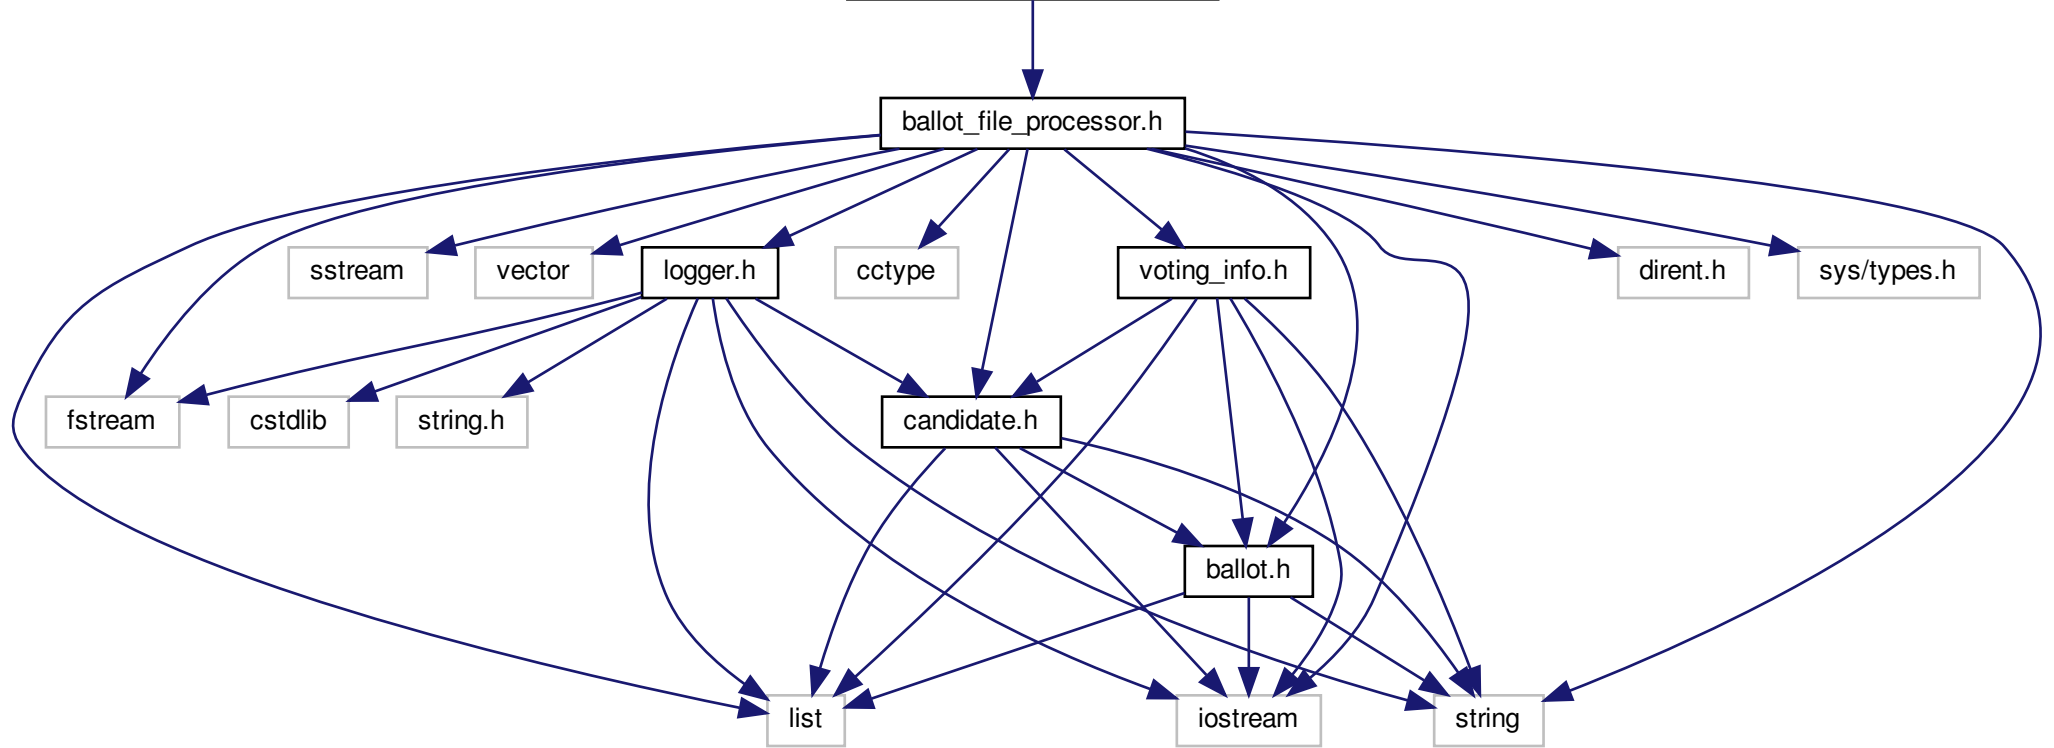 ballot_file_processor.h
sstream
vector
logger.h
cctype
voting_info.h
dirent.h
sys/types.h
fstream
cstdlib
string.h
candidate.h
ballot.h
list
iostream
string